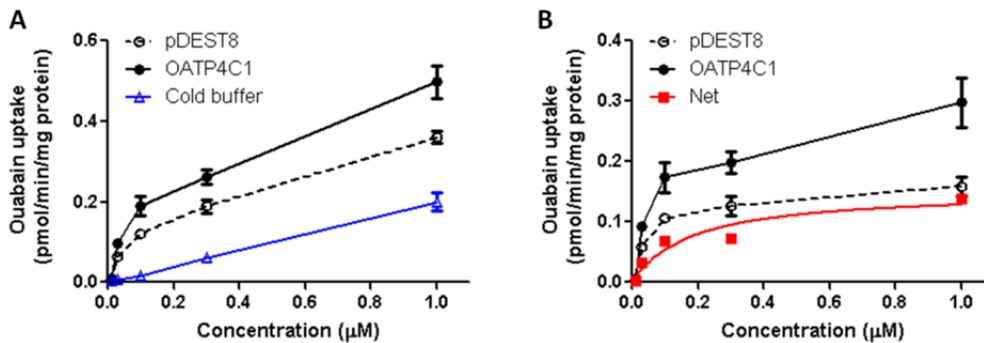 A
pDEST8
OATP4C1
Cold buffer
Ouabain uptake
(pmol/min/mg protein)
0.6
0.4
0.2
0.0
0.0 0.2 0.4 0.6 0.8 1.0
Concentration (μM)
B
pDEST8
OATP4C1
Net
Ouabain uptake
(pmol/min/mg protein)
0.4
0.3
0.2
0.1
0.0
0.0 0.2 0.4 0.6 0.8 1.0
Concentration (μM)